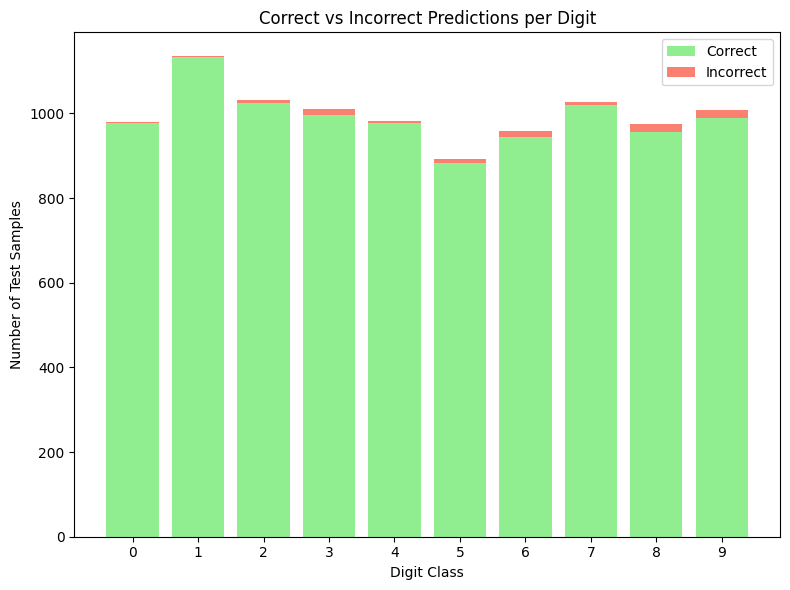 Correct vs Incorrect Predictions per Digit
Correct
Incorrect
Number of Test Samples
1000
800
600
400
200
0
0 1 2 3 4 5 6 7 8 9
Digit Class